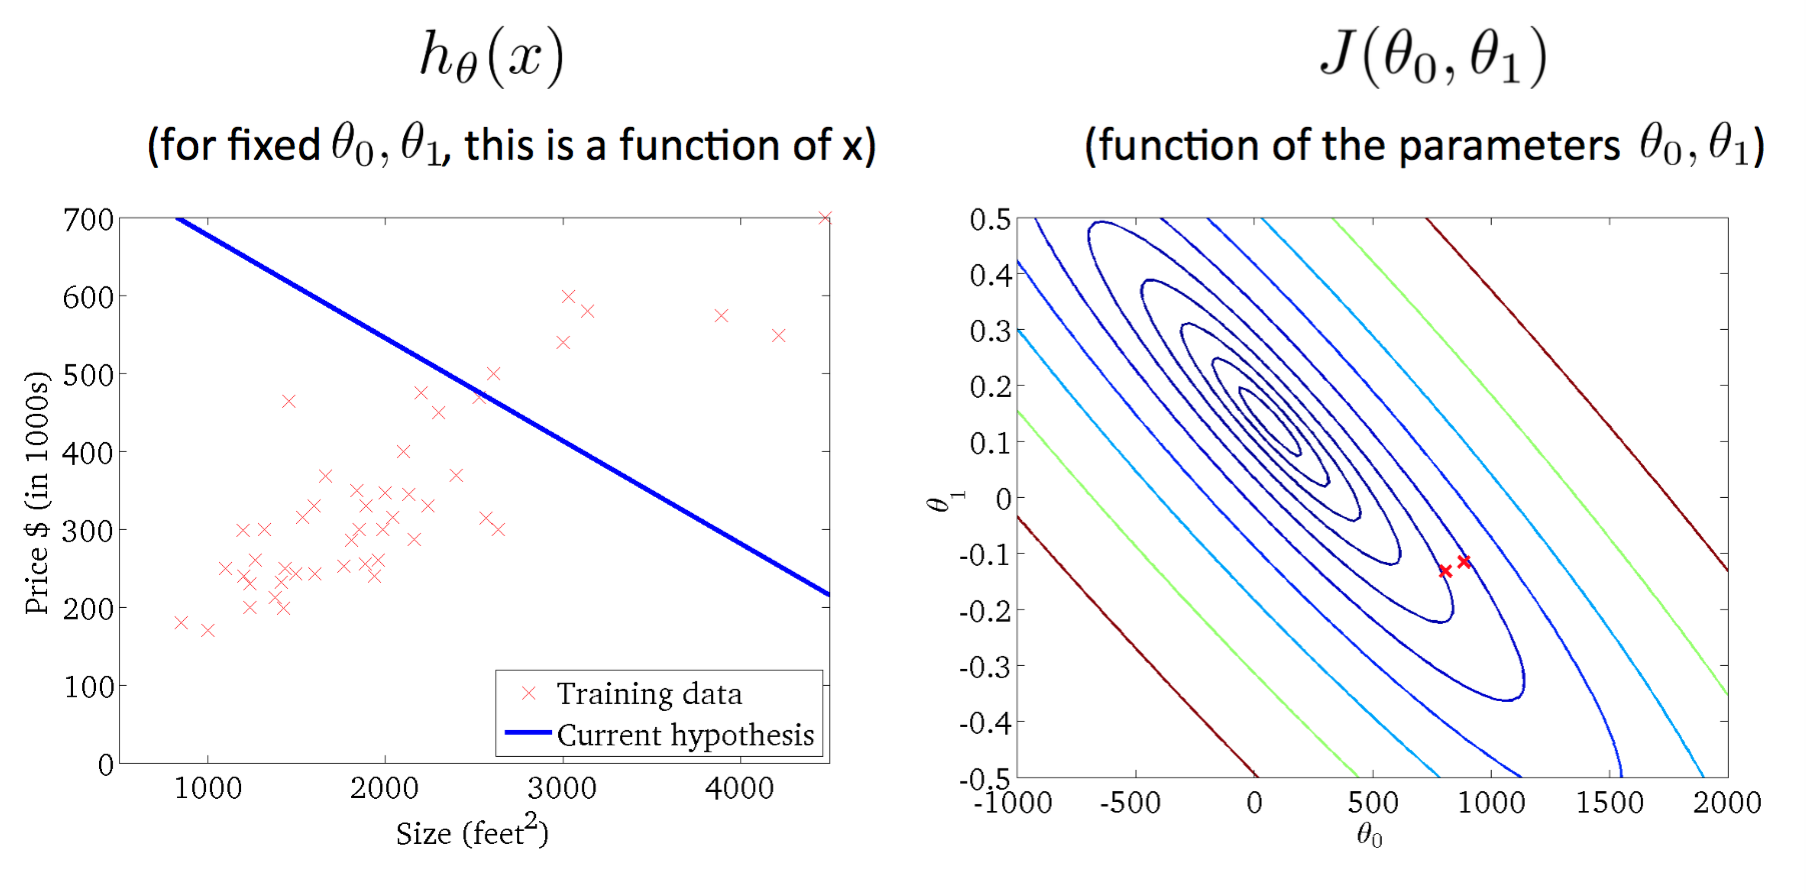 hθ(x)
(for fixed θ0, θ1, this is a function of x)
700
600
500
400
300
200
100
0
1000 2000 3000 4000
Price $ (in 1000s)
Size (feet²)
Training data
Current hypothesis
J(θ0, θ1)
(function of the parameters θ0, θ1)
0.5
0.4
0.3
0.2
0.1
0
-0.1
-0.2
-0.3
-0.4
-0.5
-1000 -500 0 500 1000 1500 2000
θ1
θ0